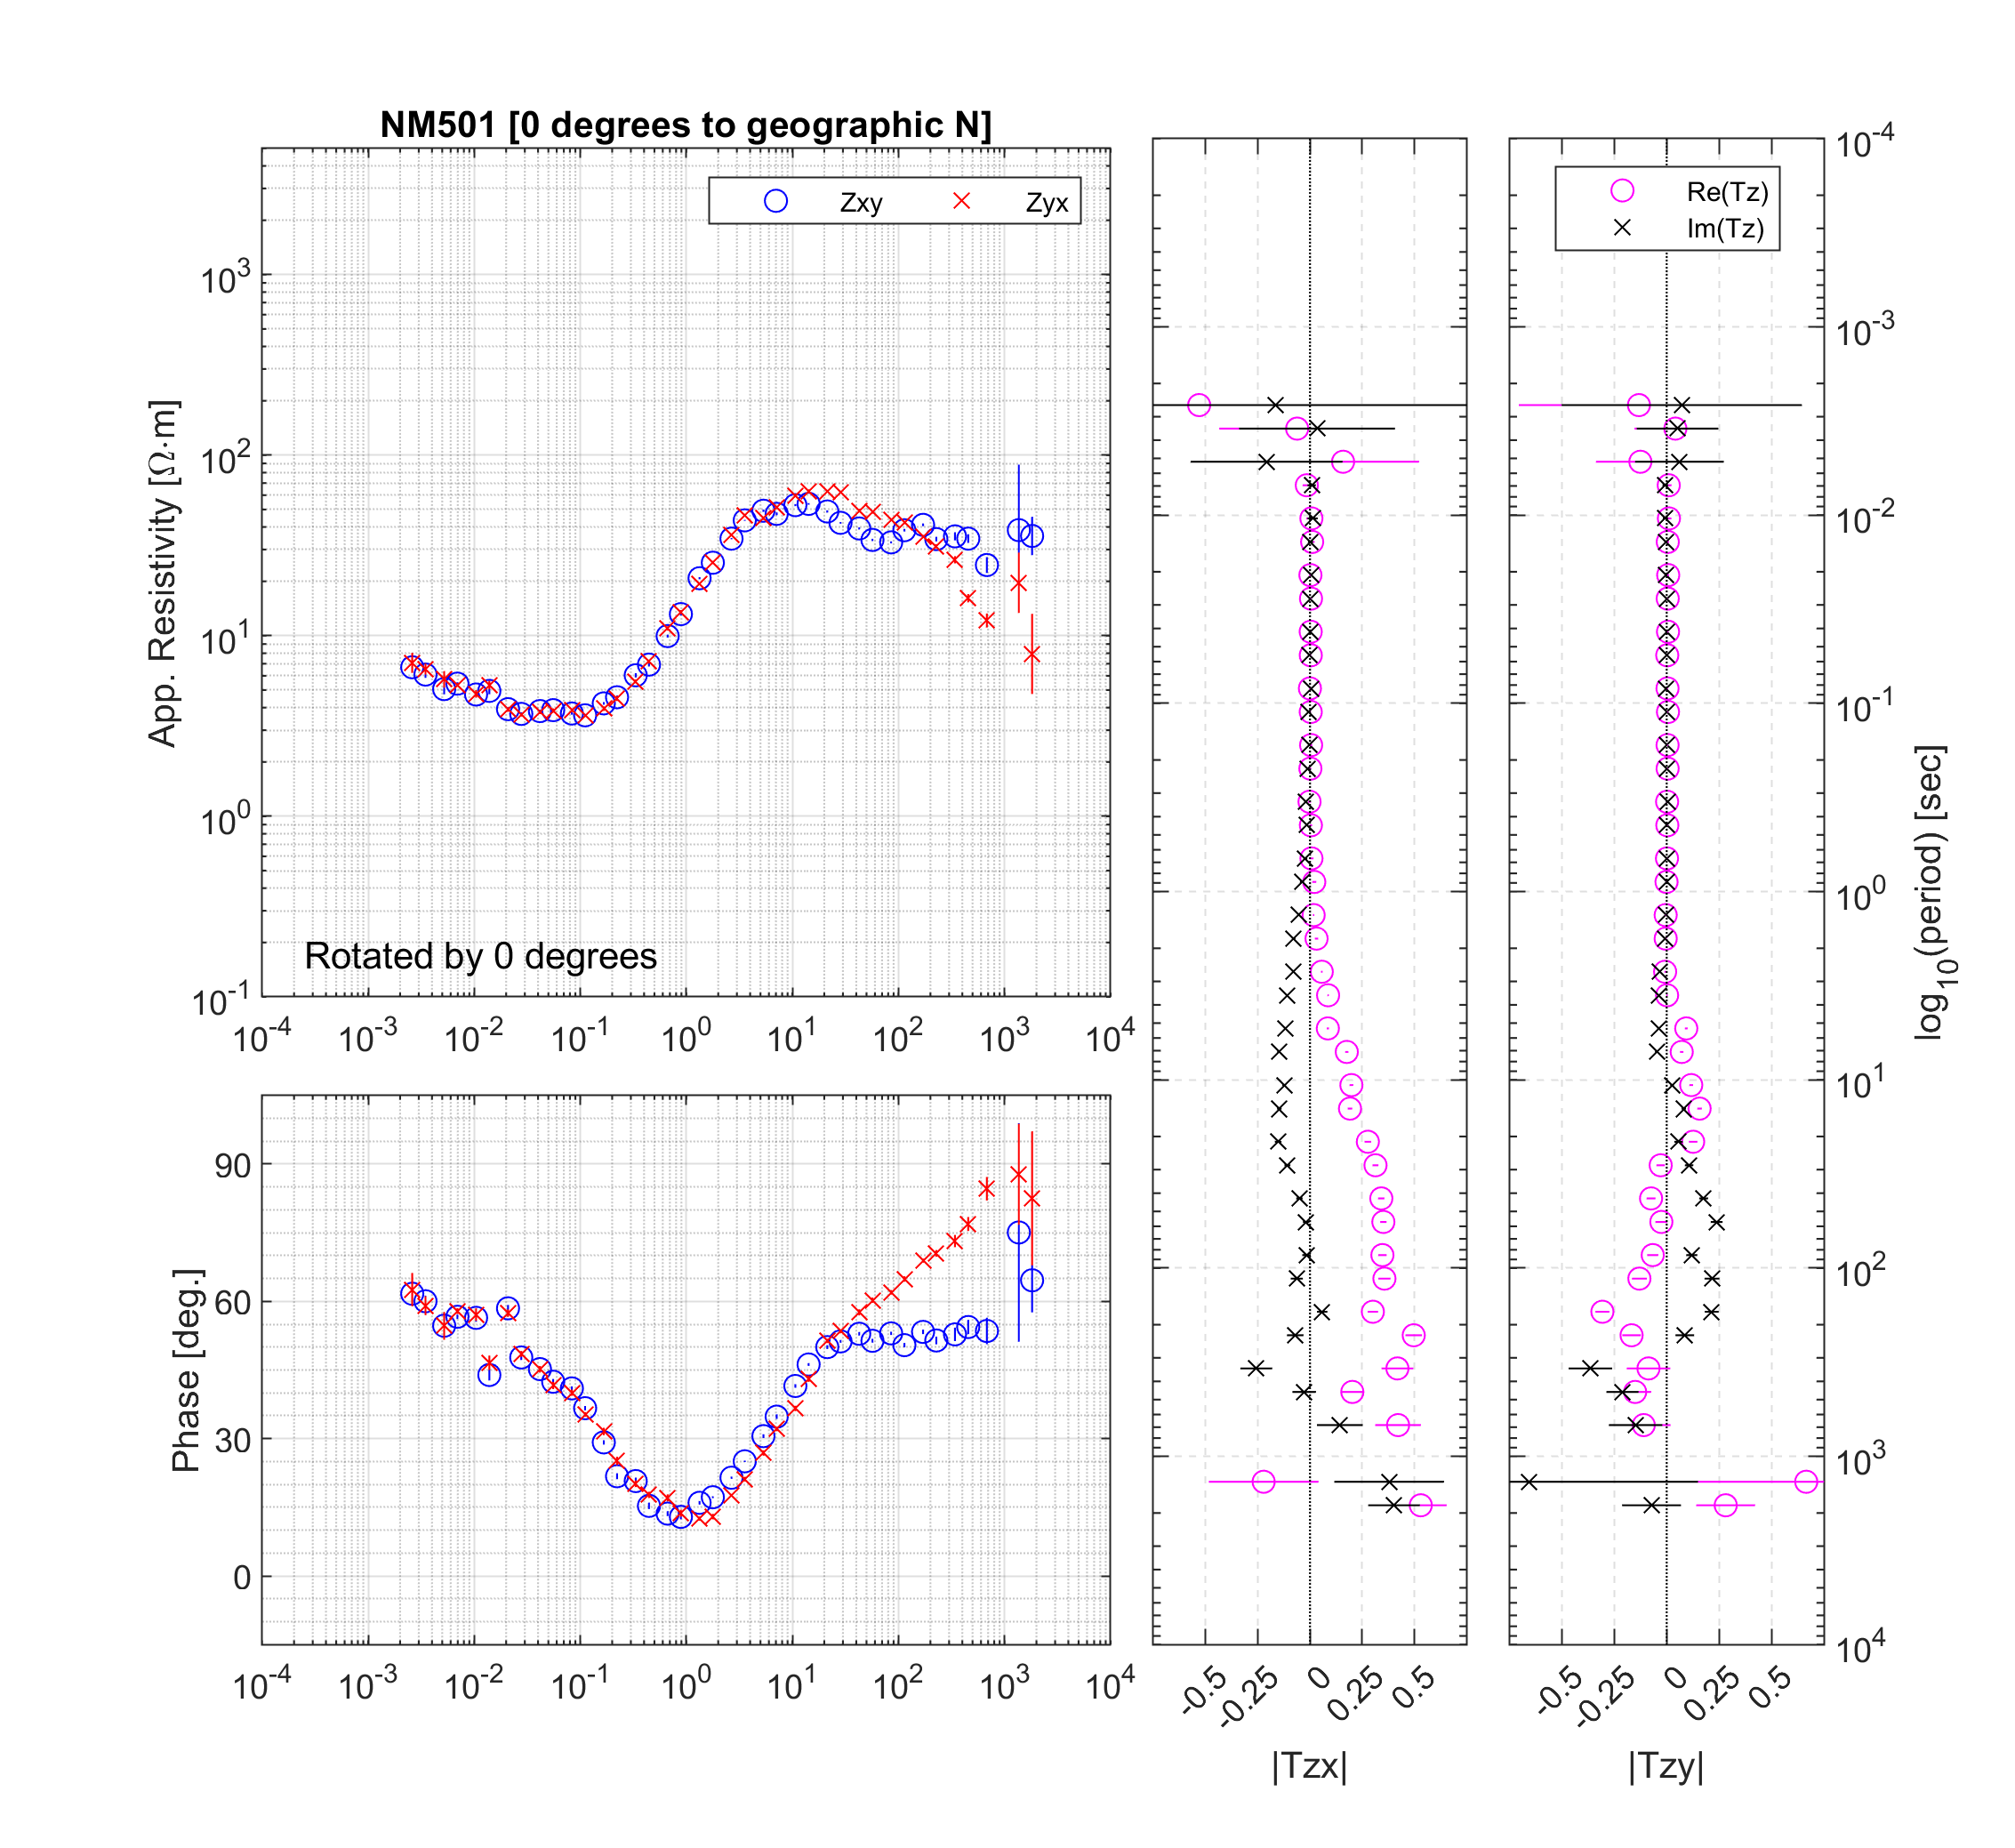 NM501 [0 degrees to geographic N]
Zxy Zyx
App. Resistivity [Ω·m]
10^3
10^2
10^1
10^0
10^-1
Rotated by 0 degrees
10^-4 10^-3 10^-2 10^-1 10^0 10^1 10^2 10^3 10^4
Phase [deg.]
90
60
30
0
10^-4 10^-3 10^-2 10^-1 10^0 10^1 10^2 10^3 10^4
-0.5 -0.25 0 0.25 0.5
|Tzx|
Re(Tz)
Im(Tz)
-0.5 -0.25 0 0.25 0.5
|Tzy|
10^-4
10^-3
10^-2
10^-1
10^0
10^1
10^2
10^3
10^4
log_10(period) [sec]